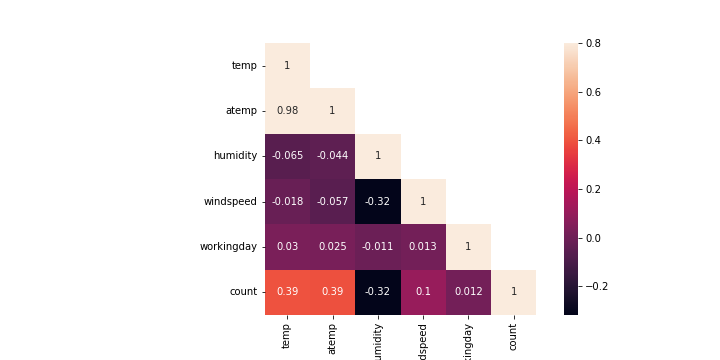 temp 1
atemp 0.98 1
humidity -0.065 -0.044 1
windspeed -0.018 -0.057 -0.32 1
workingday 0.03 0.025 -0.011 0.013 1
count 0.39 0.39 -0.32 0.1 0.012 1
temp atemp umidity dspeed kingday count
0.8
0.6
0.4
0.2
0.0
−0.2